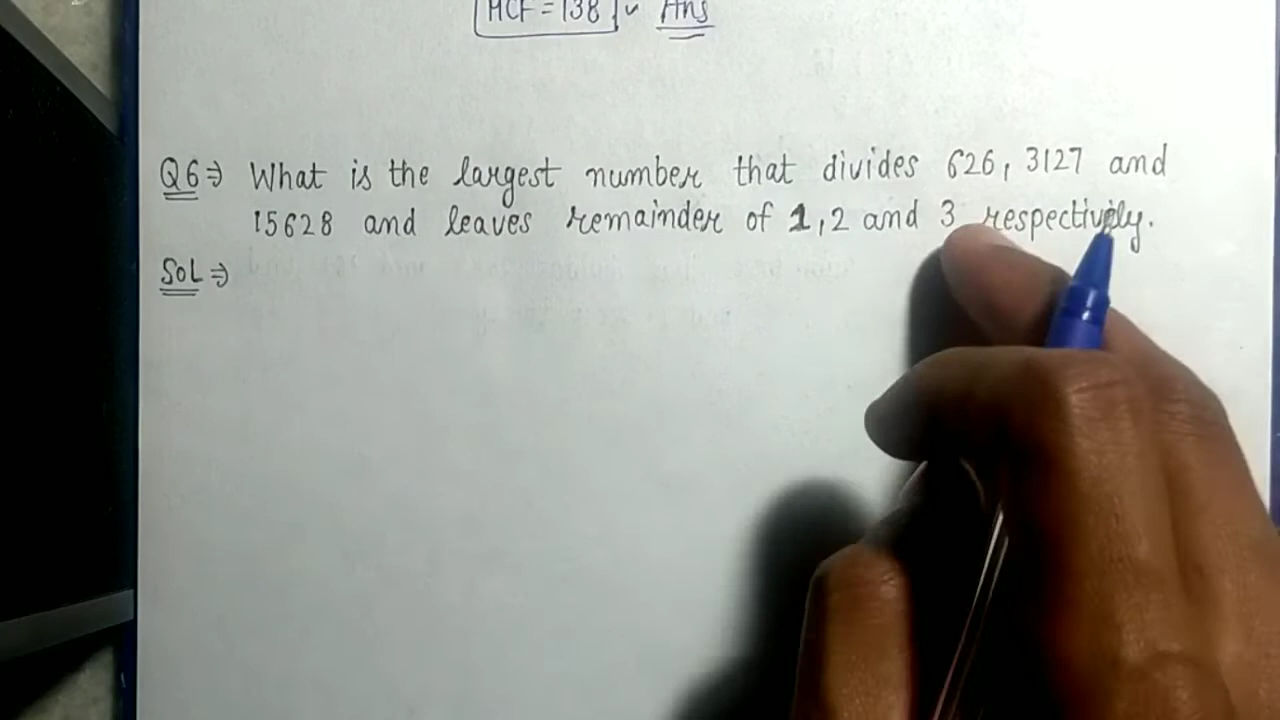 HCF = 138 Ans
Q6⇒ What is the largest number that divides 626, 3127 and
15628 and leaves remainder of 1, 2 and 3 respectively.
SoL⇒